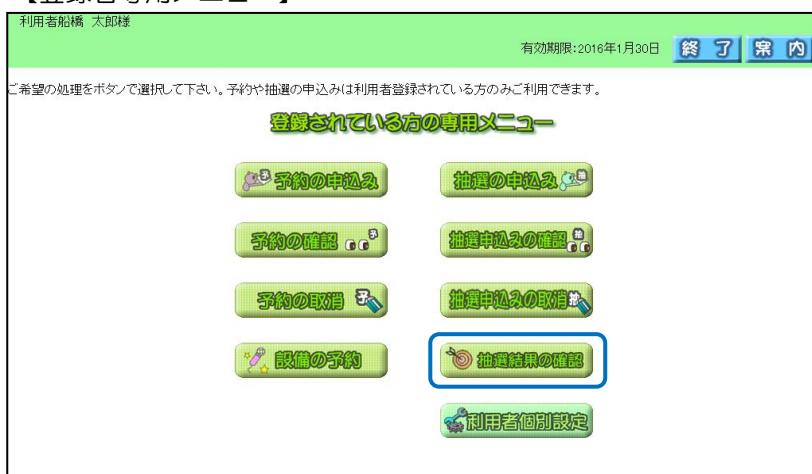 【登録者専用メニュー】
利用者船橋 太郎様
有効期限:2016年1月30日 終了 案内
ご希望の処理をボタンで選択して下さい。予約や抽選の申込みは利用者登録されている方のみご利用できます。
登録されている方の専用メニュー
予約の申込み 抽選の申込み
予約の確認 抽選申込みの確認
予約の取消 抽選申込みの取消
設備の予約 抽選結果の確認
利用者個別設定